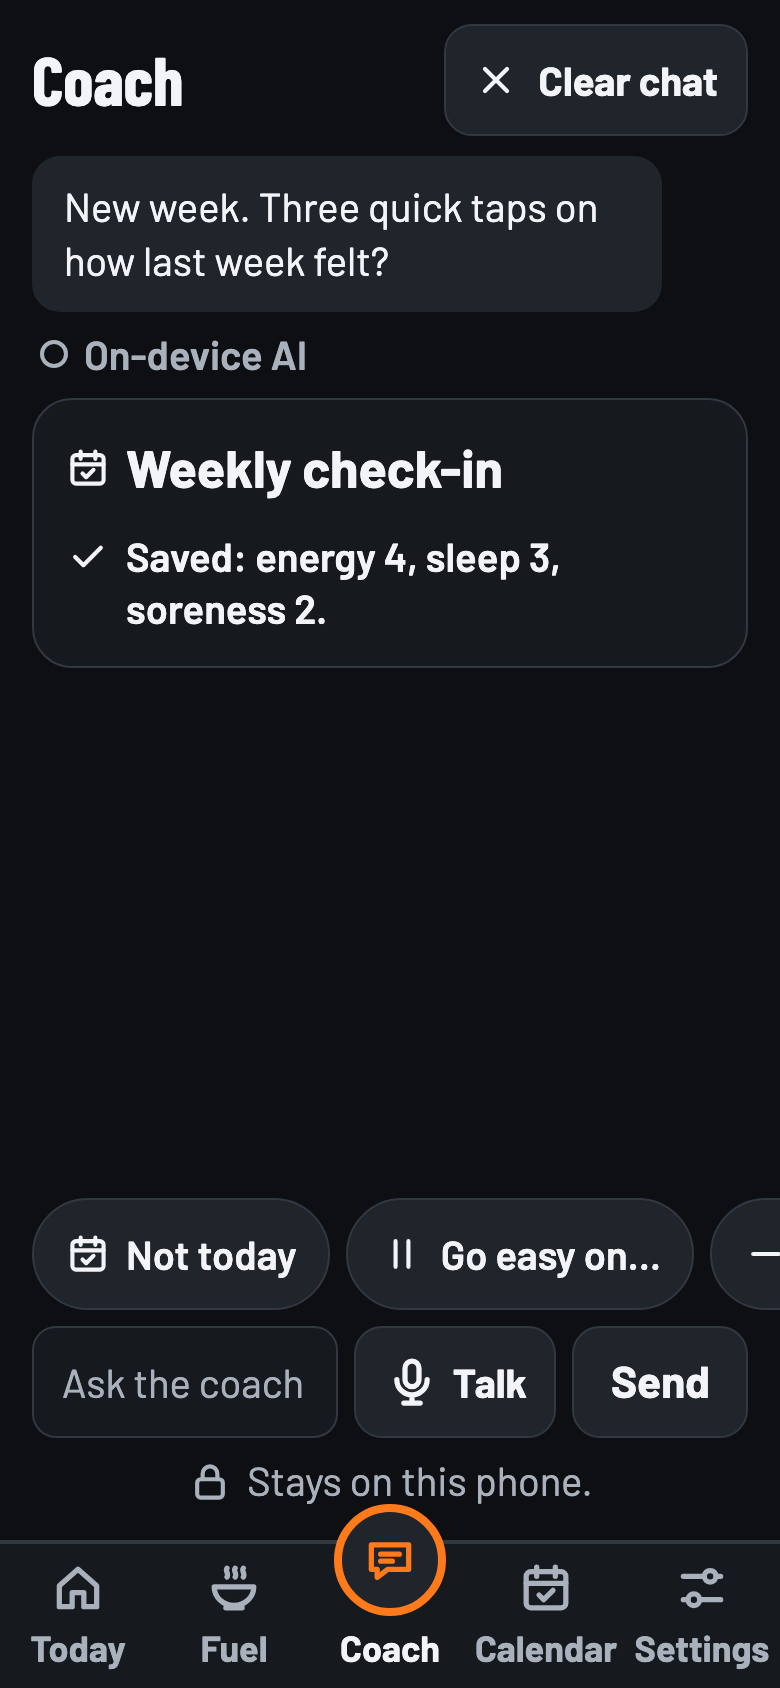 Coach
Clear chat
New week. Three quick taps on
how last week felt?
On-device AI
Weekly check-in
Saved: energy 4, sleep 3,
soreness 2.
Not today
Go easy on...
Ask the coach
Talk
Send
Stays on this phone.
Today
Fuel
Coach
Calendar
Settings